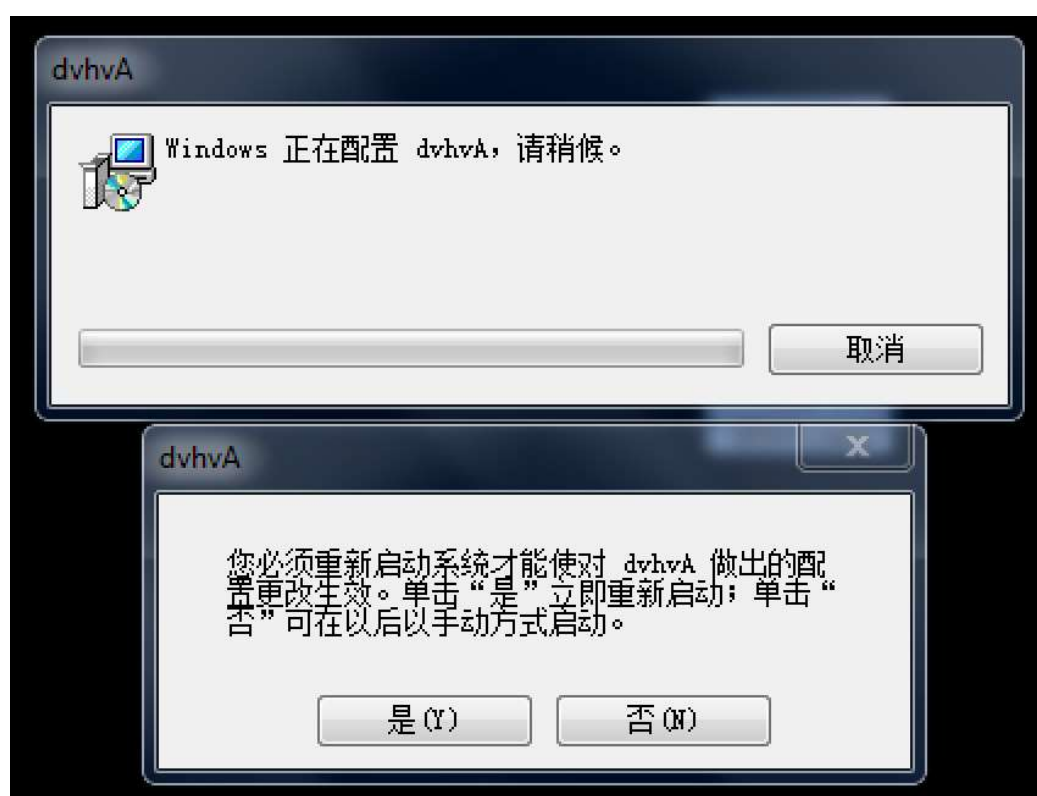 dvhvA
Windows 正在配置 dvhvA，请稍候。
取消
dvhvA
您必须重新启动系统才能使对 dvhvA 做出的配
置更改生效。单击“是”立即重新启动；单击“
否”可在以后以手动方式启动。
是(Y)
否(N)